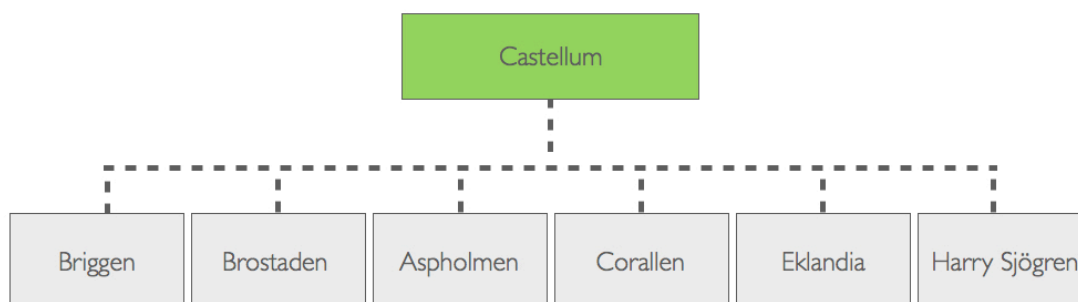 Castellum
Briggen
Brostaden
Aspholmen
Corallen
Eklandia
Harry Sjögren